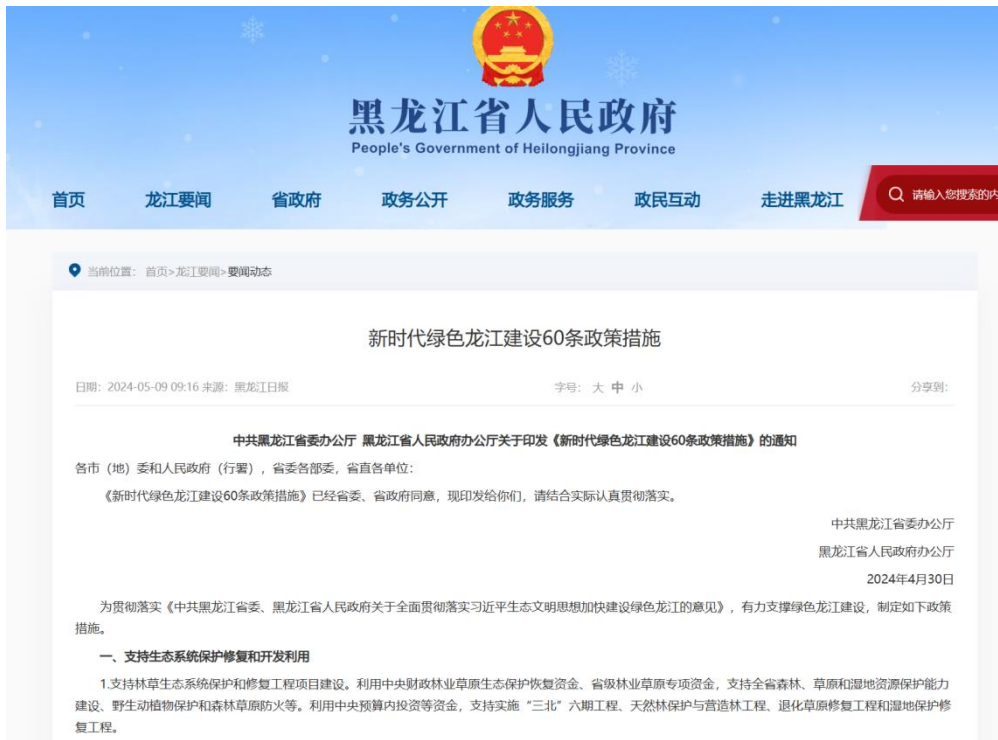 黑龙江省人民政府
People's Government of Heilongjiang Province
首页 龙江要闻 省政府 政务公开 政务服务 政民互动 走进黑龙江 请输入您搜索的内
当前位置： 首页>龙江要闻>要闻动态
新时代绿色龙江建设60条政策措施
日期：2024-05-09 09:16 来源：黑龙江日报 字号： 大 中 小 分享到:
中共黑龙江省委办公厅 黑龙江省人民政府办公厅关于印发《新时代绿色龙江建设60条政策措施》的通知
各市（地）委和人民政府（行署），省委各部委，省直各单位：
《新时代绿色龙江建设60条政策措施》已经省委、省政府同意，现印发给你们，请结合实际认真贯彻落实。
中共黑龙江省委办公厅
黑龙江省人民政府办公厅
2024年4月30日
为贯彻落实《中共黑龙江省委、黑龙江省人民政府关于全面贯彻落实习近平生态文明思想加快建设绿色龙江的意见》，有力支撑绿色龙江建设，制定如下政策
措施。
一、支持生态系统保护修复和开发利用
1.支持林草生态系统保护和修复工程项目建设。利用中央财政林业草原生态保护恢复资金、省级林业草原专项资金，支持全省森林、草原和湿地资源保护能力
建设、野生动植物保护和森林草原防火等。利用中央预算内投资等资金，支持实施“三北”六期工程、天然林保护与营造林工程、退化草原修复工程和湿地保护修
复工程。